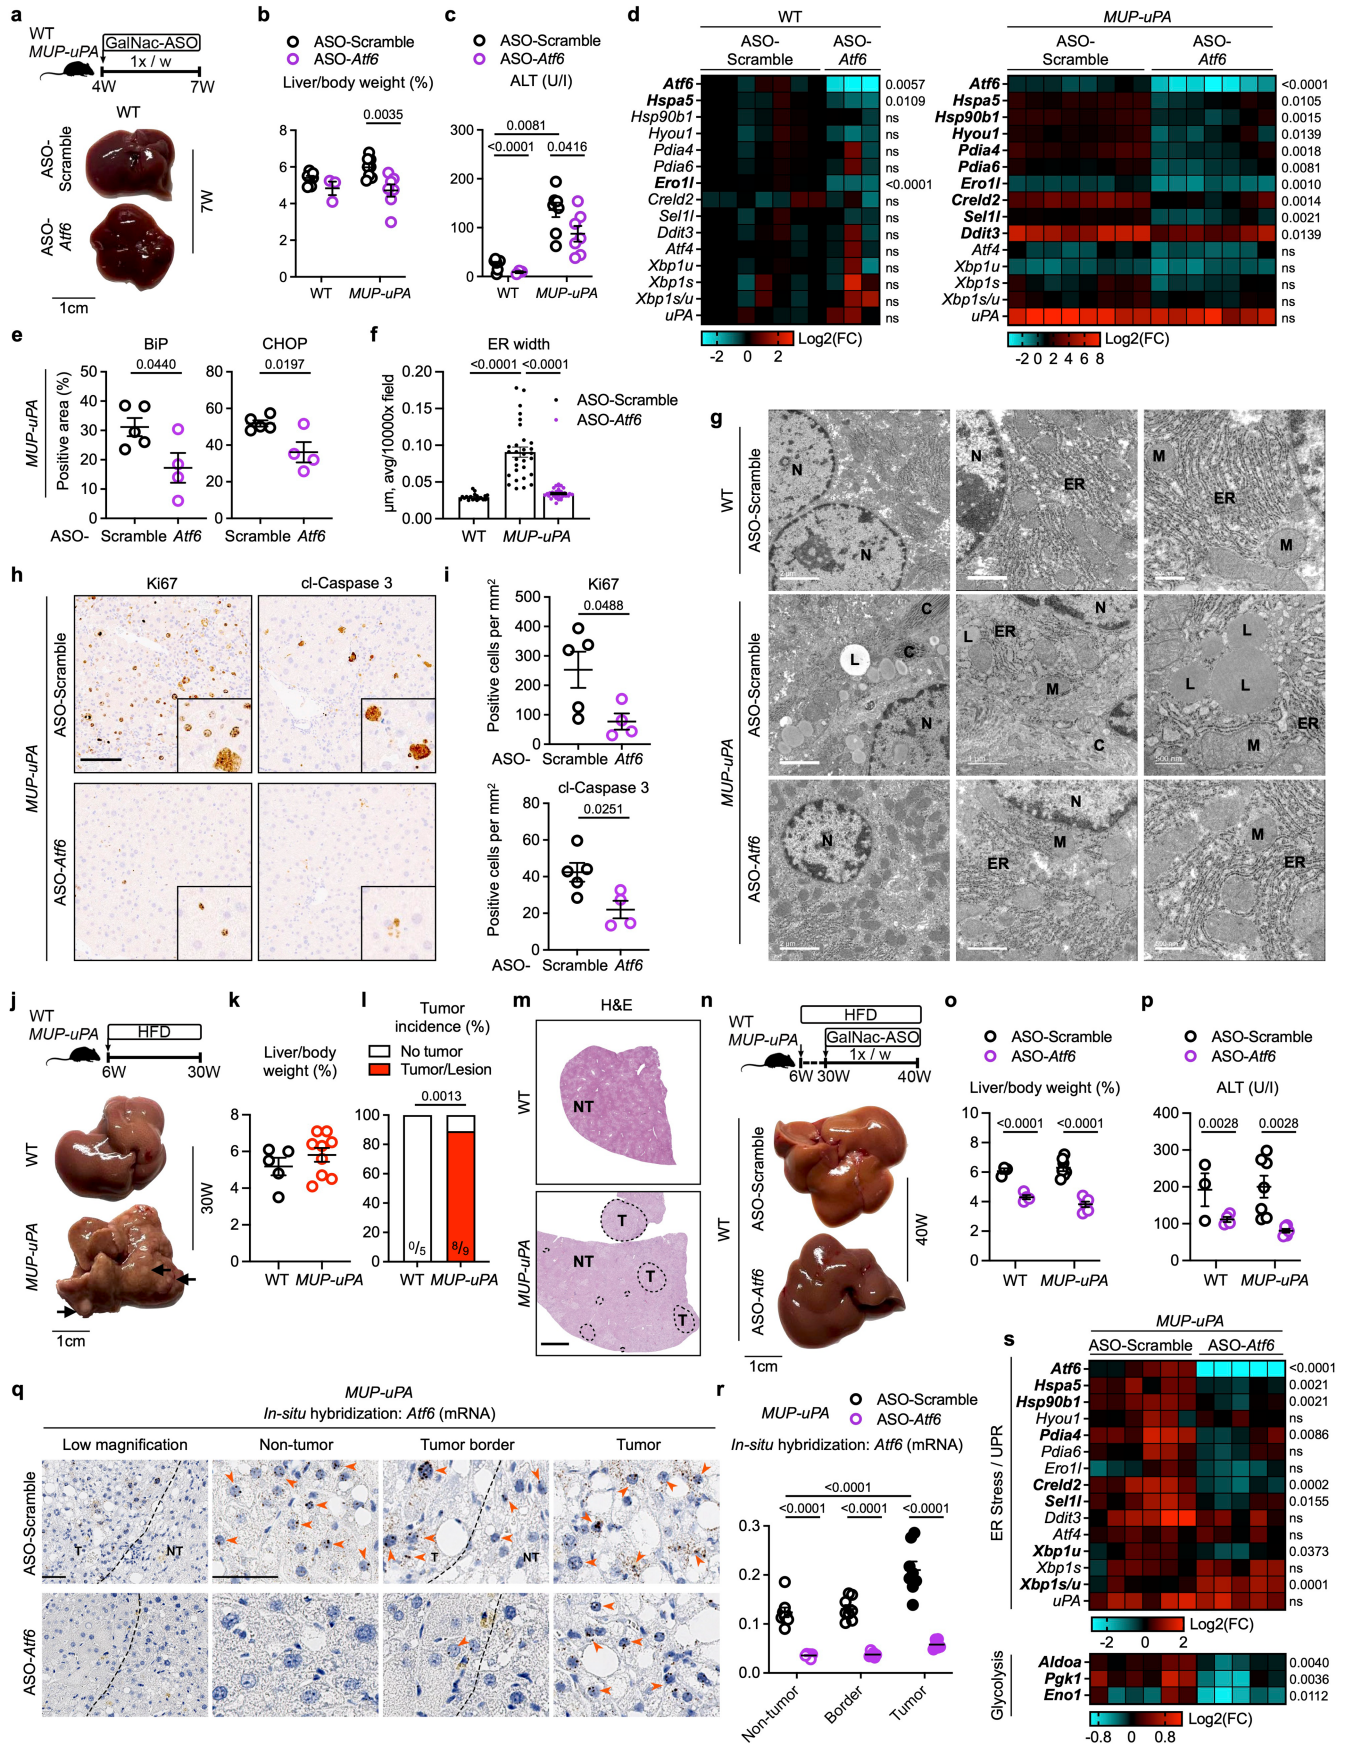 a
WT
MUP-uPA
GalNac-ASO
1x / w
4W
7W
WT
ASO-Scramble
ASO-Atf6
7W
1cm
b
ASO-Scramble
ASO-Atf6
Liver/body weight (%)
0.0035
8
6
4
2
0
WT
MUP-uPA
c
ASO-Scramble
ASO-Atf6
ALT (U/l)
0.0081
<0.0001
0.0416
300
200
100
0
WT
MUP-uPA
d
WT
ASO-Scramble
ASO-Atf6
Atf6 0.0057
Hspa5 0.0109
Hsp90b1 ns
Hyou1 ns
Pdia4 ns
Pdia6 ns
Ero1l <0.0001
Creld2 ns
Sel1l ns
Ddit3 ns
Atf4 ns
Xbp1u ns
Xbp1s ns
Xbp1s/u ns
uPA ns
Log2(FC)
-2 0 2
MUP-uPA
ASO-Scramble
ASO-Atf6
Atf6 <0.0001
Hspa5 0.0105
Hsp90b1 0.0015
Hyou1 0.0139
Pdia4 0.0018
Pdia6 0.0081
Ero1l 0.0010
Creld2 0.0014
Sel1l 0.0021
Ddit3 0.0139
Atf4 ns
Xbp1u ns
Xbp1s ns
Xbp1s/u ns
uPA ns
Log2(FC)
-2 0 2 4 6 8
e
MUP-uPA
Positive area (%)
BiP
0.0440
50
40
30
20
10
0
CHOP
0.0197
80
60
40
20
0
ASO- Scramble Atf6 Scramble Atf6
f
ER width
<0.0001 <0.0001
µm, avg/10000x field
0.20
0.15
0.10
0.05
0.00
ASO-Scramble
ASO-Atf6
WT
MUP-uPA
g
WT
ASO-Scramble
N
N
2 µm
N
ER
M
ER
M
MUP-uPA
ASO-Scramble
C
C
L
N
L
ER
N
M
C
1 µm
L
L
L
ER
M
500 nm
ASO-Atf6
N
2 µm
N
M
ER
M
ER
h
Ki67
cl-Caspase 3
MUP-uPA
ASO-Scramble
ASO-Atf6
i
Ki67
0.0488
Positive cells per mm2
500
400
300
200
100
0
ASO- Scramble Atf6
cl-Caspase 3
0.0251
Positive cells per mm2
80
60
40
20
0
ASO- Scramble Atf6
j
WT
MUP-uPA
HFD
6W
30W
WT
MUP-uPA
30W
1cm
k
Liver/body weight (%)
8
6
4
2
0
WT MUP-uPA
l
Tumor incidence (%)
No tumor
Tumor/Lesion
0.0013
100
80
60
40
20
0
0/5
8/9
WT MUP-uPA
m
H&E
WT
NT
MUP-uPA
T
NT
T
T
n
WT
MUP-uPA
HFD
GalNac-ASO
1x / w
6W 30W 40W
WT
ASO-Scramble
ASO-Atf6
40W
1cm
o
ASO-Scramble
ASO-Atf6
Liver/body weight (%)
<0.0001 <0.0001
10
8
6
4
2
0
WT MUP-uPA
p
ASO-Scramble
ASO-Atf6
ALT (U/l)
0.0028 0.0028
400
300
200
100
0
WT MUP-uPA
q
MUP-uPA
In-situ hybridization: Atf6 (mRNA)
Low magnification
Non-tumor
Tumor border
Tumor
ASO-Scramble
T
NT
T
NT
ASO-Atf6
r
MUP-uPA
ASO-Scramble
ASO-Atf6
In-situ hybridization: Atf6 (mRNA)
<0.0001
<0.0001 <0.0001 <0.0001
0.3
0.2
0.1
0.0
Non-tumor
Border
Tumor
s
MUP-uPA
ASO-Scramble ASO-Atf6
ER Stress / UPR
Atf6 <0.0001
Hspa5 0.0021
Hsp90b1 0.0021
Hyou1 ns
Pdia4 0.0086
Pdia6 ns
Ero1l ns
Creld2 0.0002
Sel1l 0.0155
Ddit3 ns
Atf4 ns
Xbp1u 0.0373
Xbp1s ns
Xbp1s/u 0.0001
uPA ns
Log2(FC)
-2 0 2
Glycolysis
Aldoa 0.0040
Pgk1 0.0036
Eno1 0.0112
Log2(FC)
-0.8 0 0.8